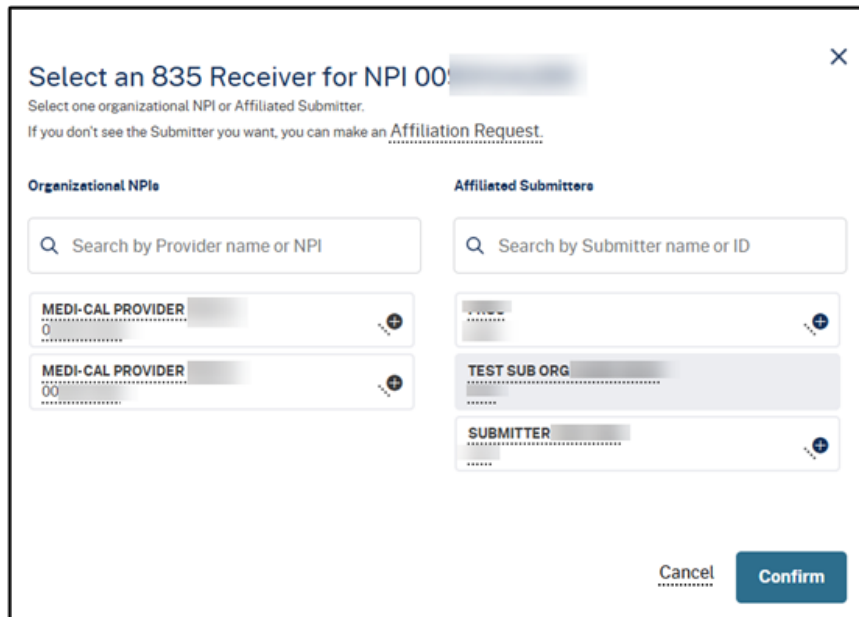 Select an 835 Receiver for NPI 00
Select one organizational NPI or Affiliated Submitter.
If you don't see the Submitter you want, you can make an Affiliation Request.
Organizational NPIs
Search by Provider name or NPI
MEDI-CAL PROVIDER
0
MEDI-CAL PROVIDER
00
Affiliated Submitters
Search by Submitter name or ID
TEST SUB ORG
SUBMITTER
Cancel
Confirm